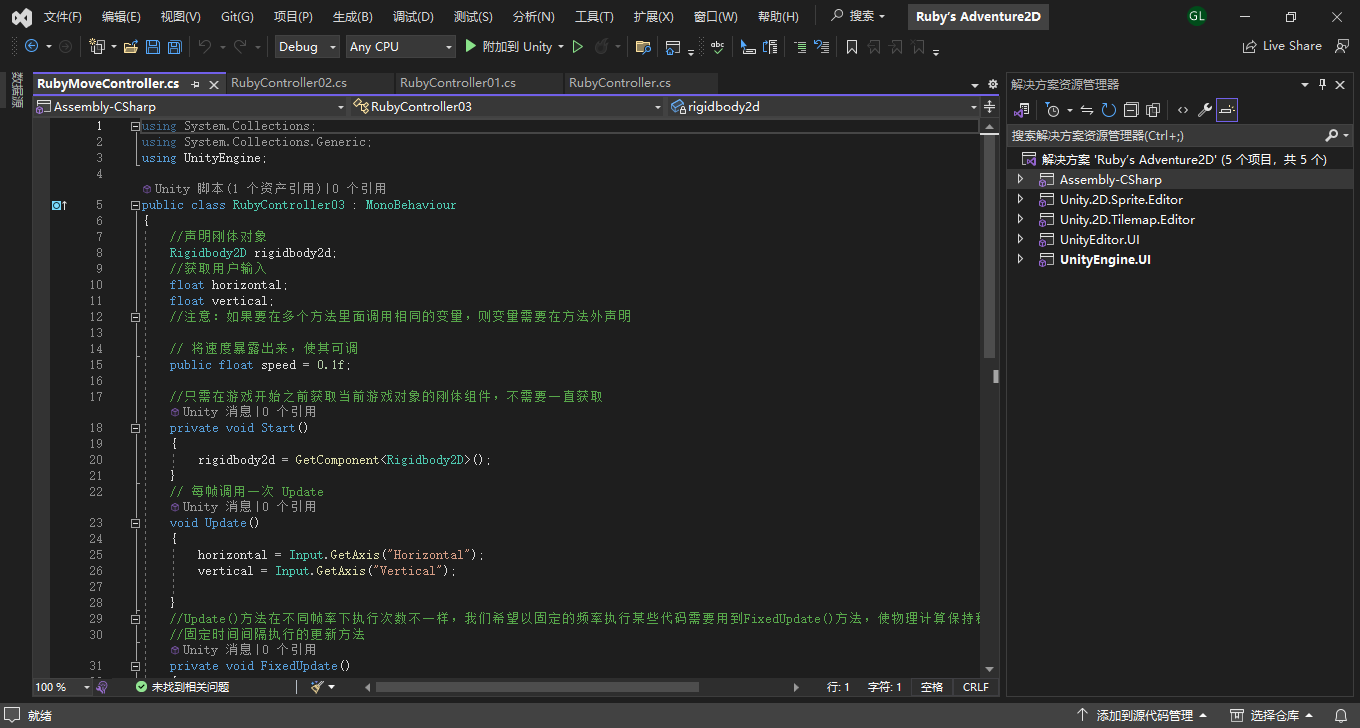 文件(F) 编辑(E) 视图(V) Git(G) 项目(P) 生成(B) 调试(D) 测试(S) 分析(N) 工具(T) 扩展(X) 窗口(W) 帮助(H) 搜索 Ruby's Adventure2D GL
Debug Any CPU 附加到 Unity Live Share
数据源
RubyMoveController.cs RubyController02.cs RubyController01.cs RubyController.cs
Assembly-CSharp RubyController03 rigidbody2d
1 using System.Collections;
2 using System.Collections.Generic;
3 using UnityEngine;
4
Unity 脚本(1 个资产引用)|0 个引用
5 public class RubyController03 : MonoBehaviour
6 {
7 //声明刚体对象
8 Rigidbody2D rigidbody2d;
9 //获取用户输入
10 float horizontal;
11 float vertical;
12 //注意：如果要在多个方法里面调用相同的变量，则变量需要在方法外声明
13
14 // 将速度暴露出来，使其可调
15 public float speed = 0.1f;
16
17 //只需在游戏开始之前获取当前游戏对象的刚体组件，不需要一直获取
Unity 消息|0 个引用
18 private void Start()
19 {
20 rigidbody2d = GetComponent<Rigidbody2D>();
21 }
22 // 每帧调用一次 Update
Unity 消息|0 个引用
23 void Update()
24 {
25 horizontal = Input.GetAxis("Horizontal");
26 vertical = Input.GetAxis("Vertical");
27
28 }
29 //Update()方法在不同帧率下执行次数不一样，我们希望以固定的频率执行某些代码需要用到FixedUpdate()方法，使物理计算保持
30 //固定时间间隔执行的更新方法
Unity 消息|0 个引用
31 private void FixedUpdate()
100 % 未找到相关问题 行: 1 字符: 1 空格 CRLF
解决方案资源管理器
搜索解决方案资源管理器(Ctrl+;)
解决方案 'Ruby's Adventure2D' (5 个项目，共 5 个)
Assembly-CSharp
Unity.2D.Sprite.Editor
Unity.2D.Tilemap.Editor
UnityEditor.UI
UnityEngine.UI
就绪 添加到源代码管理 选择仓库